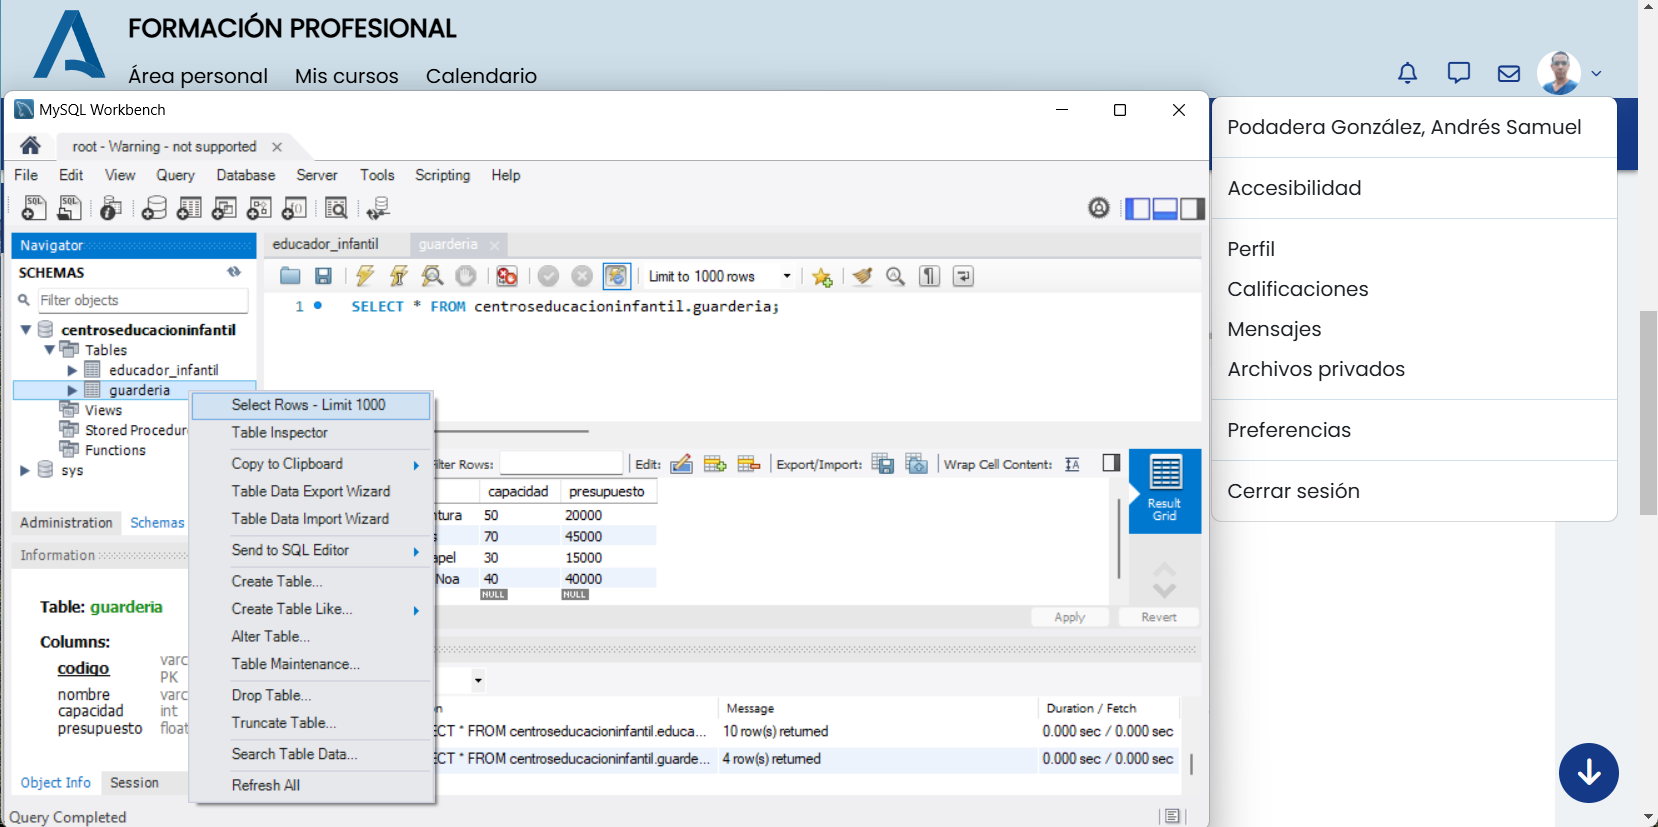 FORMACIÓN PROFESIONAL
Área personal Mis cursos Calendario
MySQL Workbench
root - Warning - not supported
File Edit View Query Database Server Tools Scripting Help
Navigator
SCHEMAS
Filter objects
centroseducacioninfantil
Tables
educador_infantil
guarderia
Views
Stored Procedur
Functions
sys
Administration Schemas
Information
Table: guarderia
Columns:
codigo varc
PK
nombre varc
capacidad int
presupuesto float
Object Info Session
Query Completed
Select Rows - Limit 1000
Table Inspector
Copy to Clipboard
Table Data Export Wizard
Table Data Import Wizard
Send to SQL Editor
Create Table...
Create Table Like...
Alter Table...
Table Maintenance...
Drop Table...
Truncate Table...
Search Table Data...
Refresh All
educador_infantil guarderia
Limit to 1000 rows
1 SELECT * FROM centroseducacioninfantil.guarderia;
lter Rows: Edit: Export/Import: Wrap Cell Content:
capacidad presupuesto
ntura 50 20000
s 70 45000
apel 30 15000
Noa 40 40000
NULL NULL
Result
Grid
Apply Revert
n Message Duration / Fetch
ECT * FROM centroseducacioninfantil.educa... 10 row(s) returned 0.000 sec / 0.000 sec
ECT * FROM centroseducacioninfantil.guarde... 4 row(s) returned 0.000 sec / 0.000 sec
Podadera González, Andrés Samuel
Accesibilidad
Perfil
Calificaciones
Mensajes
Archivos privados
Preferencias
Cerrar sesión